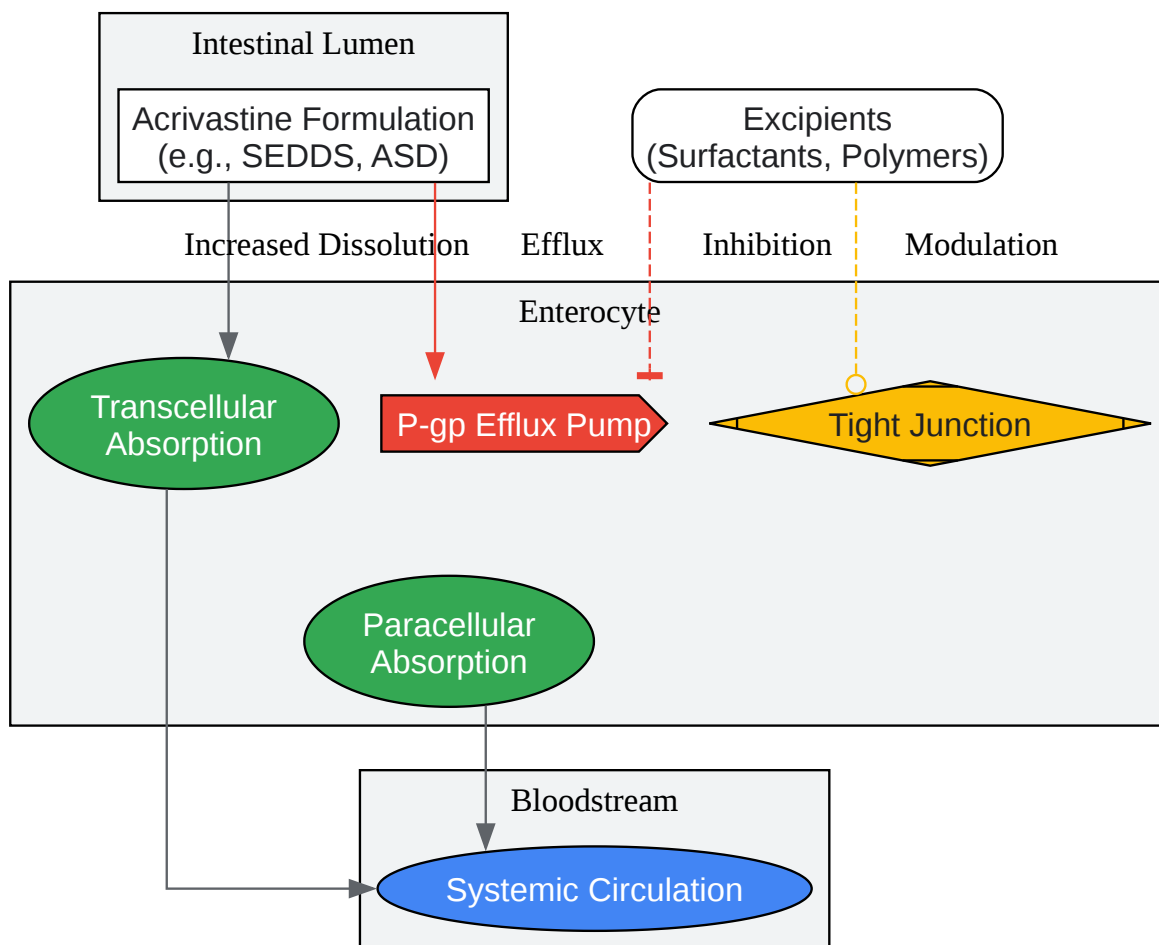 Intestinal Lumen
Acrivastine Formulation
(e.g., SEDDS, ASD)
Excipients
(Surfactants, Polymers)
Increased Dissolution
Efflux
Inhibition
Modulation
Enterocyte
Transcellular
Absorption
P-gp Efflux Pump
Tight Junction
Paracellular
Absorption
Bloodstream
Systemic Circulation